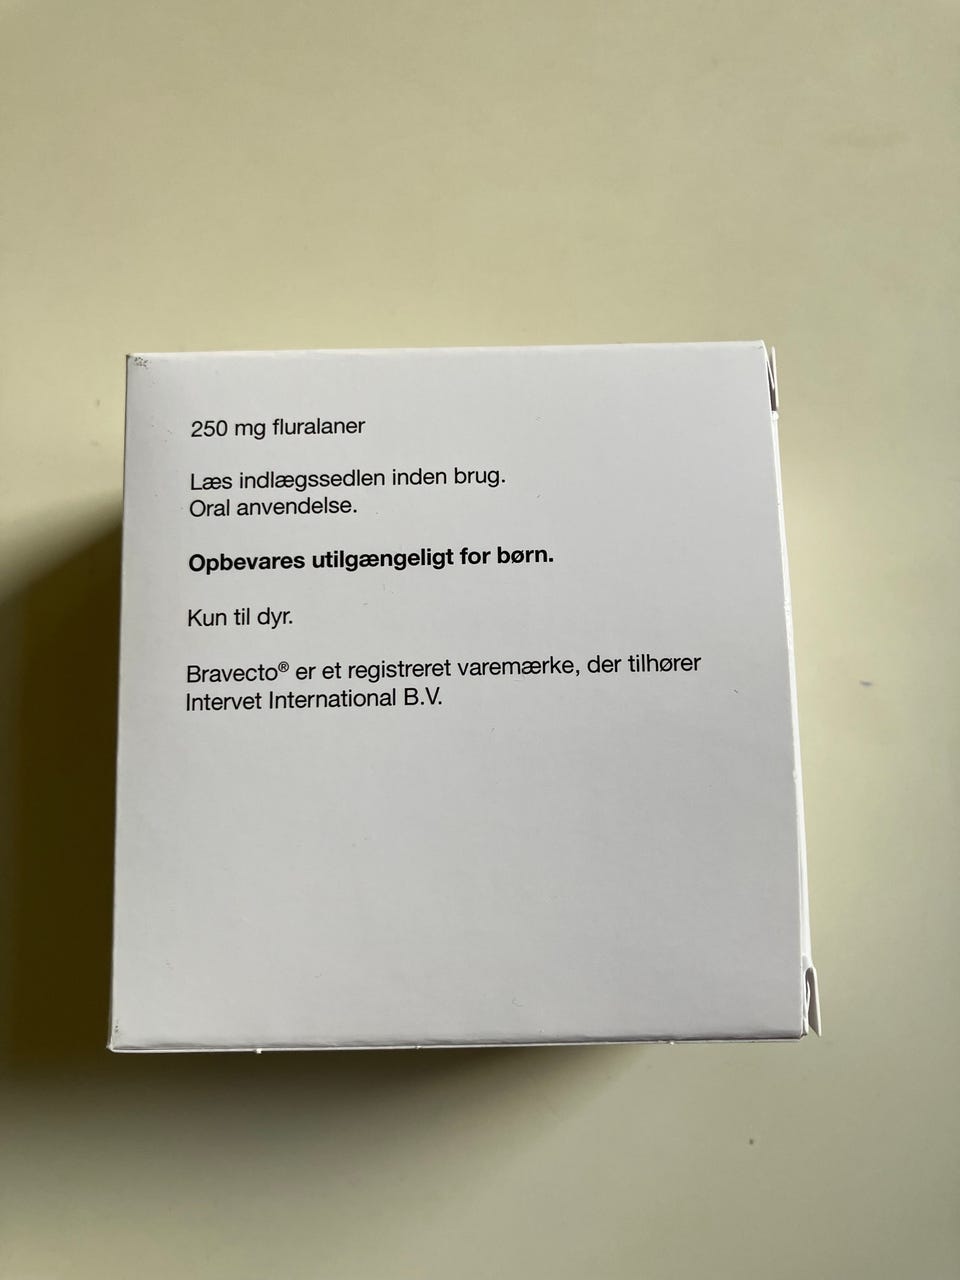 250 mg fluralaner
Læs indlægssedlen inden brug.
Oral anvendelse.
Opbevares utilgængeligt for børn.
Kun til dyr.
Bravecto® er et registreret varemærke, der tilhører
Intervet International B.V.